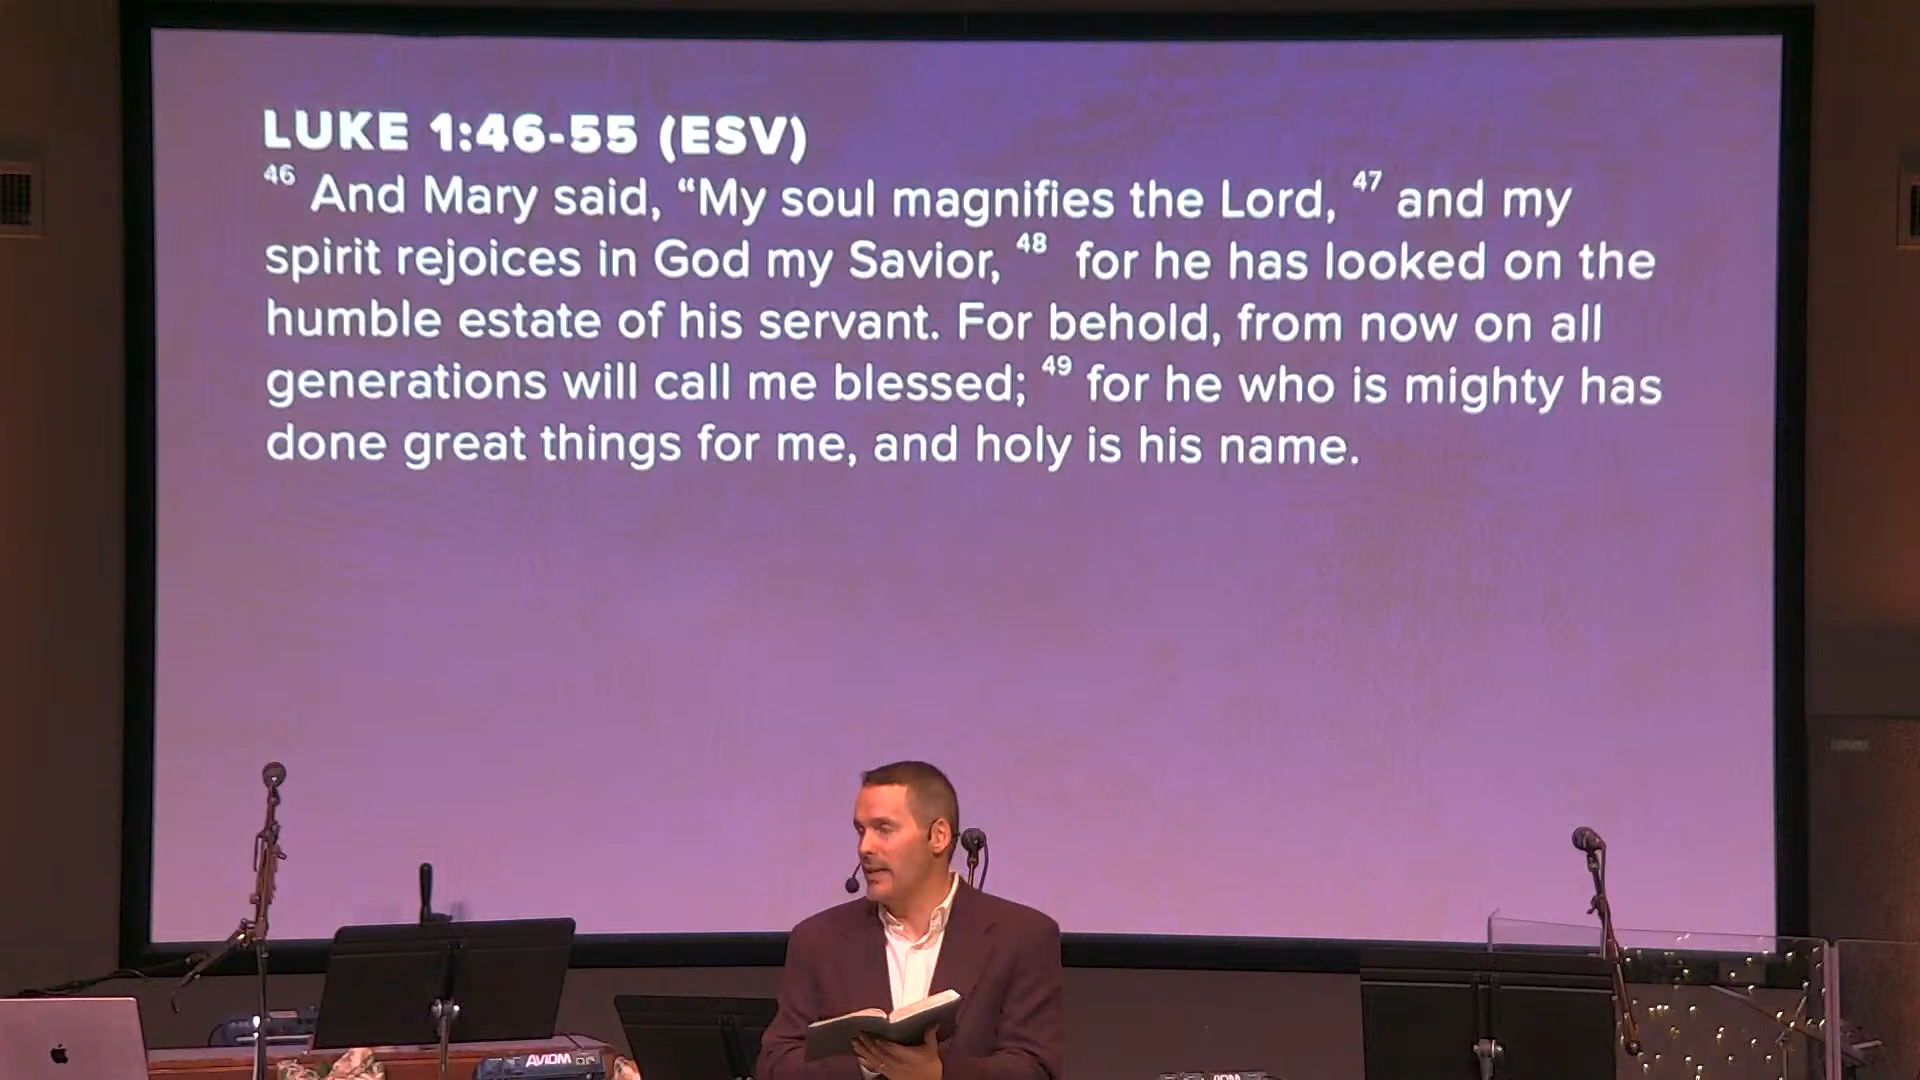 LUKE 1:46-55 (ESV)
46 And Mary said, “My soul magnifies the Lord, 47 and my
spirit rejoices in God my Savior, 48 for he has looked on the
humble estate of his servant. For behold, from now on all
generations will call me blessed; 49 for he who is mighty has
done great things for me, and holy is his name.
AVIOM